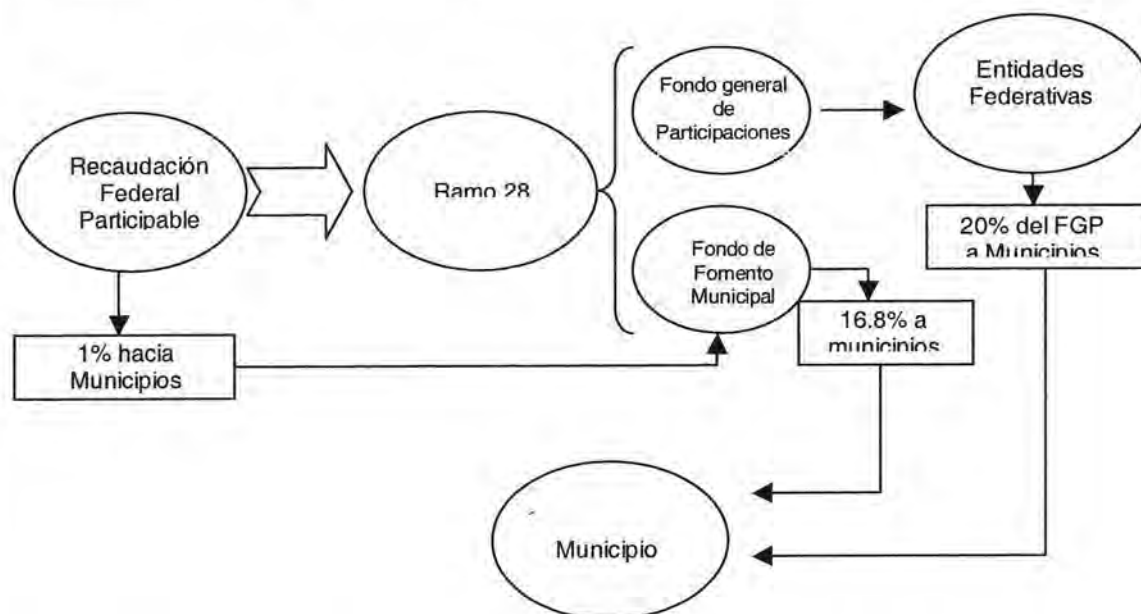 Recaudación
Federal
Participable
Ramo 28
Fondo general
de
Participaciones
Entidades
Federativas
20% del FGP
a Municipios
Fondo de
Fomento
Municipal
16.8% a
municipios
1% hacia
Municipios
Municipio